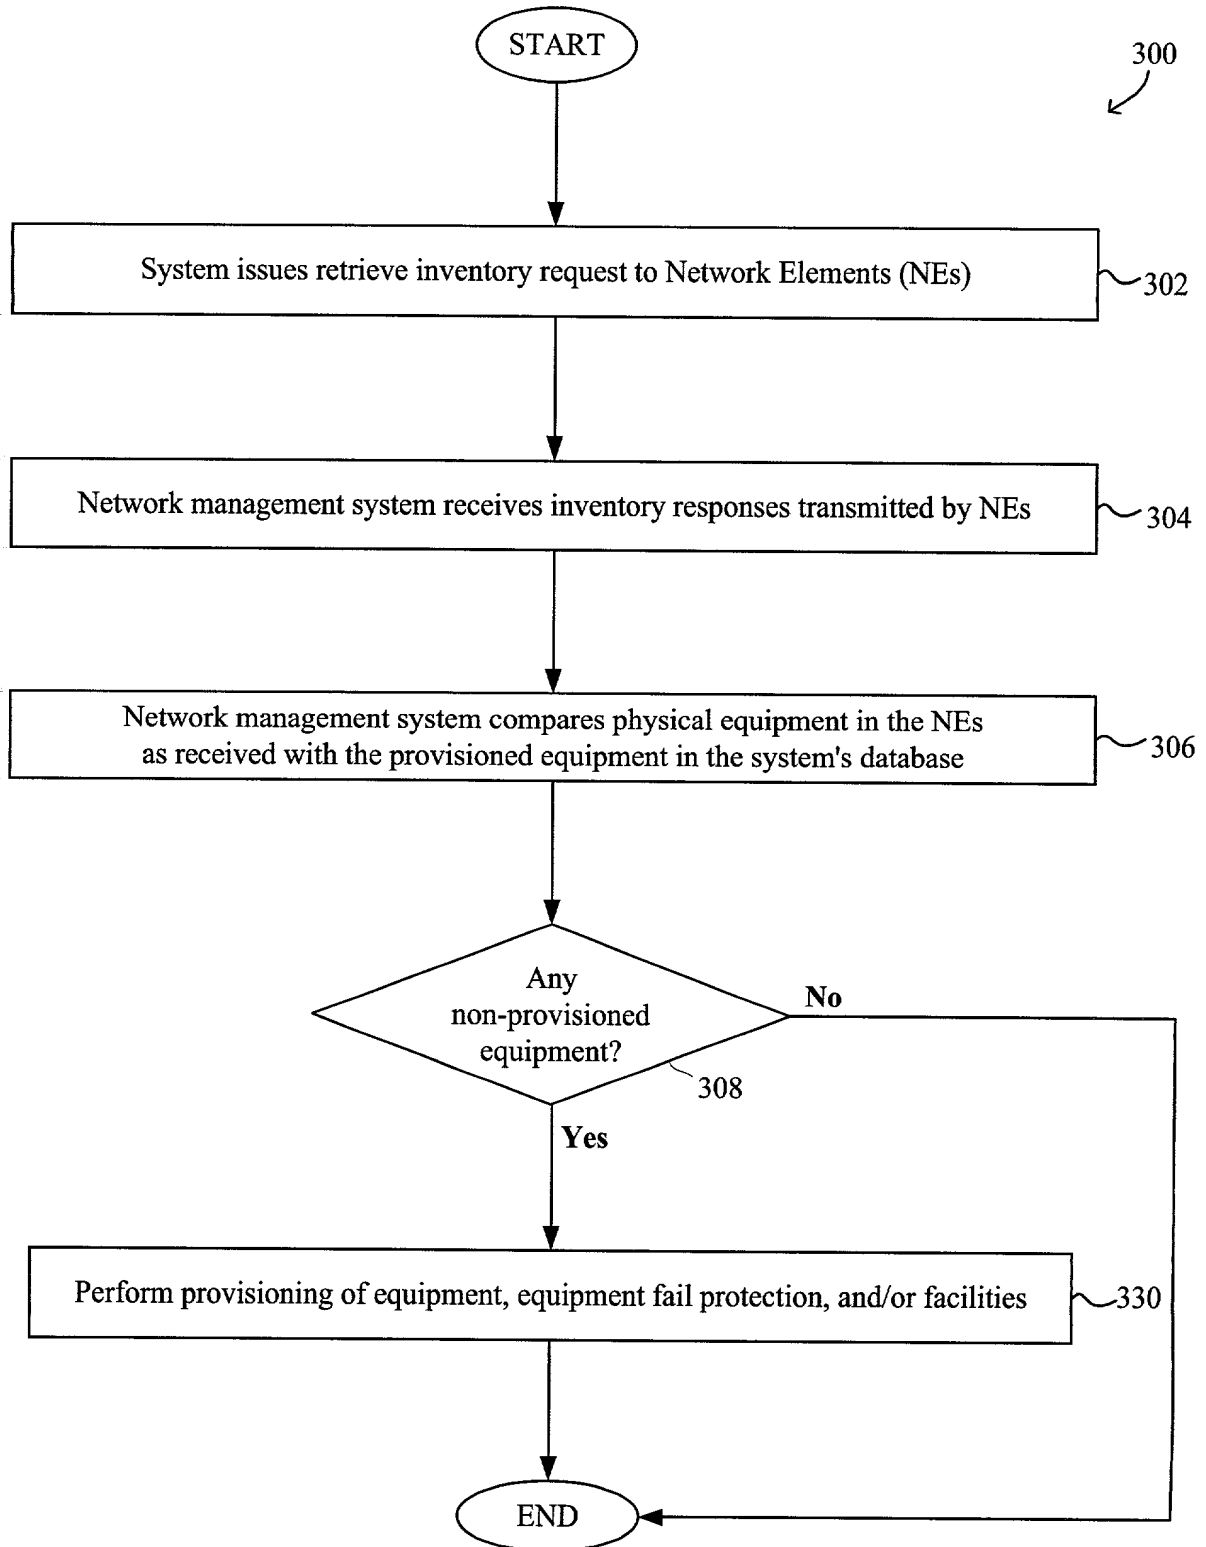 START
300
System issues retrieve inventory request to Network Elements (NEs)
302
Network management system receives inventory responses transmitted by NEs
304
Network management system compares physical equipment in the NEs
as received with the provisioned equipment in the system's database
306
Any
non-provisioned
equipment?
No
308
Yes
Perform provisioning of equipment, equipment fail protection, and/or facilities
330
END